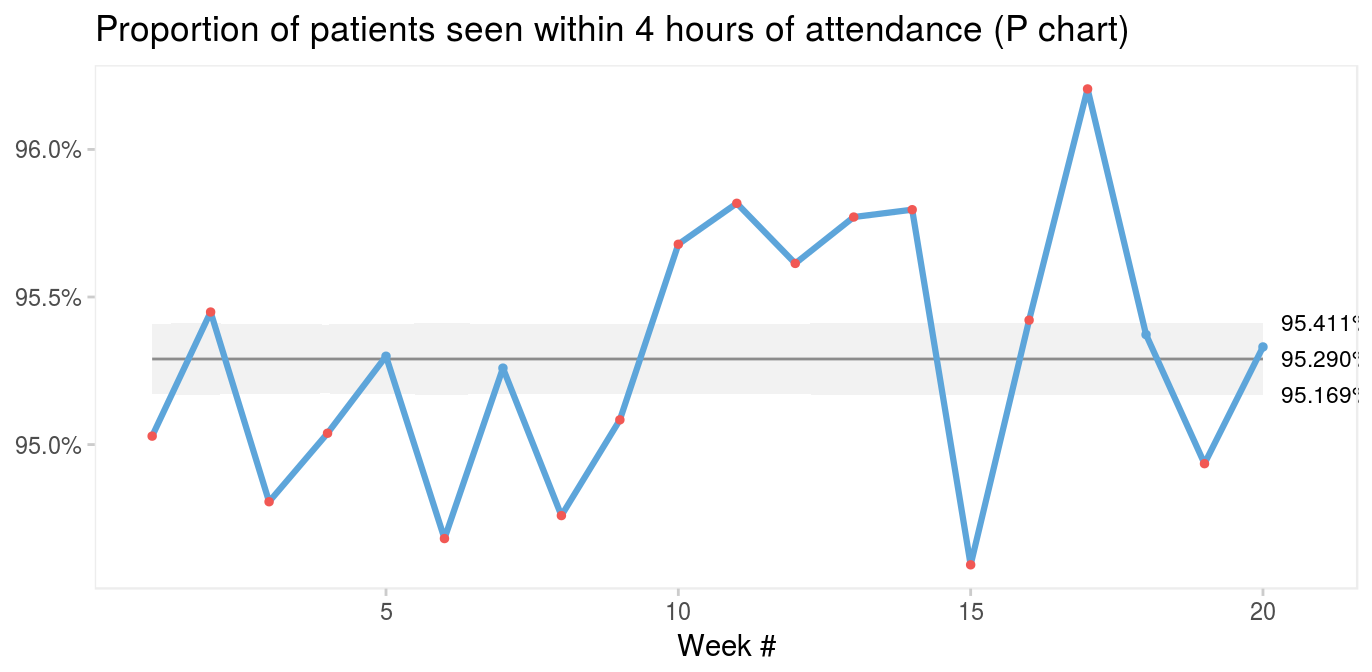 Proportion of patients seen within 4 hours of attendance (P chart)
96.0%
95.5%
95.0%
95.411%
95.290%
95.169%
5 10 15 20
Week #